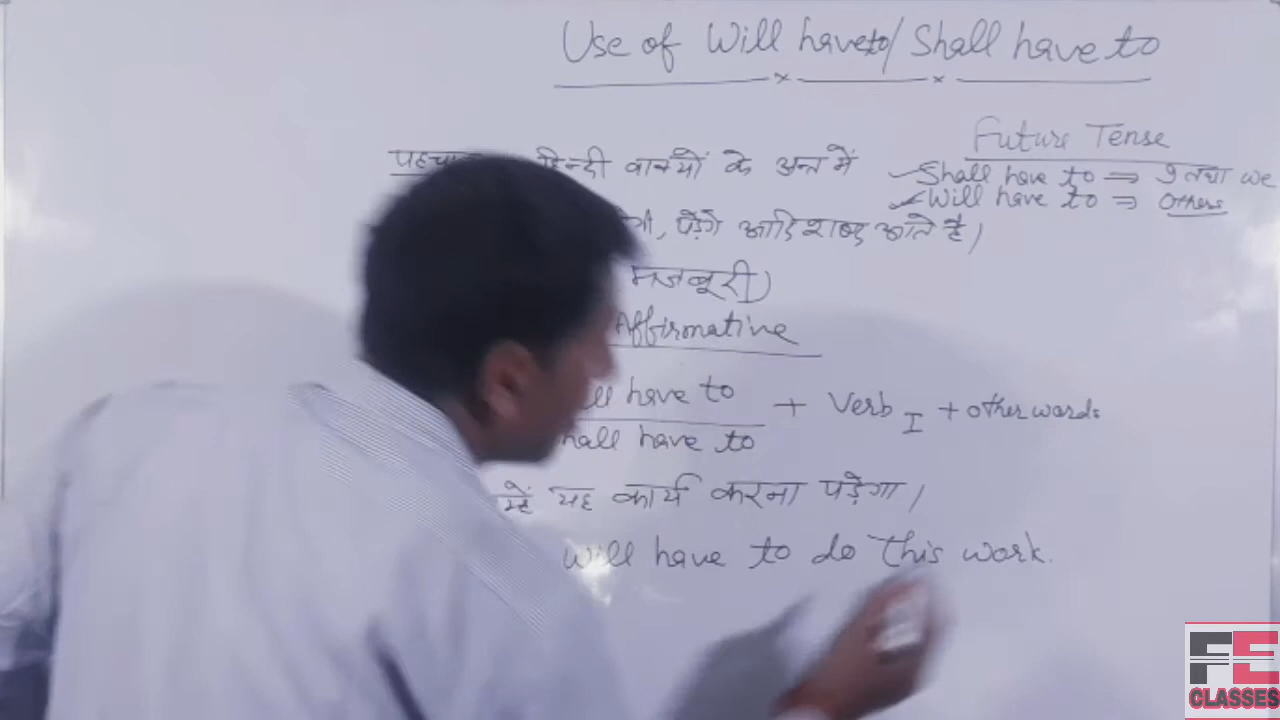 Use of Will have to/Shall have to
Future Tense
हिन्दी वाक्यों के अन्त में
Shall have to ⇒ I तथा we
Will have to ⇒ Others
पड़ेंगे आदि शब्द आते है।
मजबूरी)
Affirmative
have to + Verb I + other words
hall have to
यह कार्य करना पड़ेगा।
Will have to do this work.
FE
CLASSES